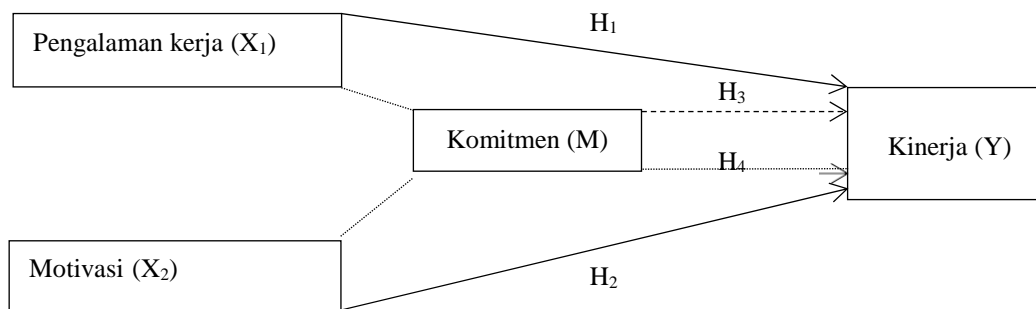 Pengalaman kerja (X₁)
H₁
H₃
Komitmen (M)
Kinerja (Y)
H₄
Motivasi (X₂)
H₂